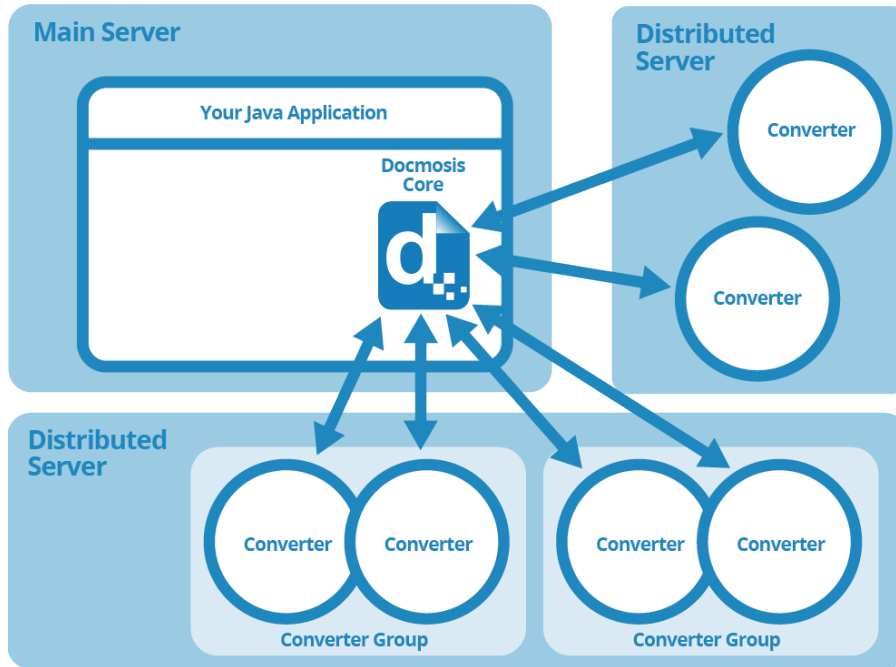 Main Server
Your Java Application
Docmosis
Core
d
Distributed
Server
Converter
Converter
Distributed
Server
Converter
Converter
Converter Group
Converter
Converter
Converter Group